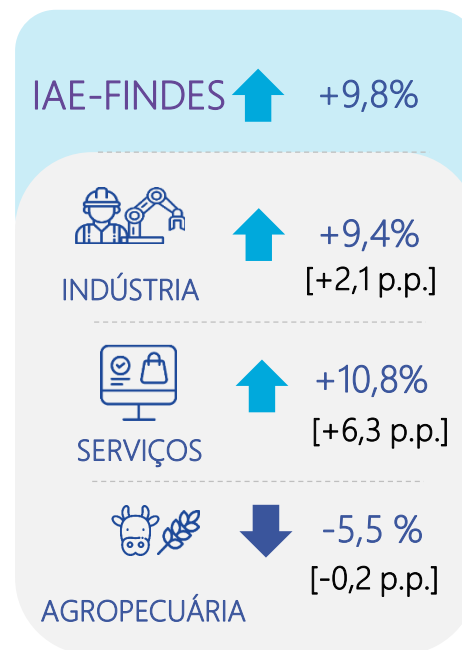 IAE-FINDES +9,8%
+9,4%
[+2,1 p.p.]
INDÚSTRIA
+10,8%
[+6,3 p.p.]
SERVIÇOS
-5,5 %
[-0,2 p.p.]
AGROPECUÁRIA